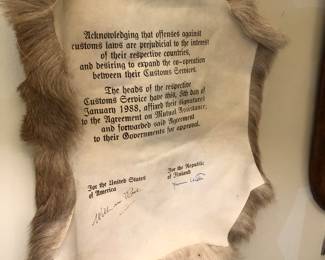 Acknowledging that offenses against
customs laws are prejudicial to the interest
of their respective countries,
and desiring to expand the co-operation
between their Customs Services.
The heads of the respective
Customs Service have this, 8th day of
January 1988, affixed their signatures
to the Agreement on Mutual Assistance;
and forwarded said Agreement
to their Governments for approval.
For the United States
of America
For the Republic
of Finland